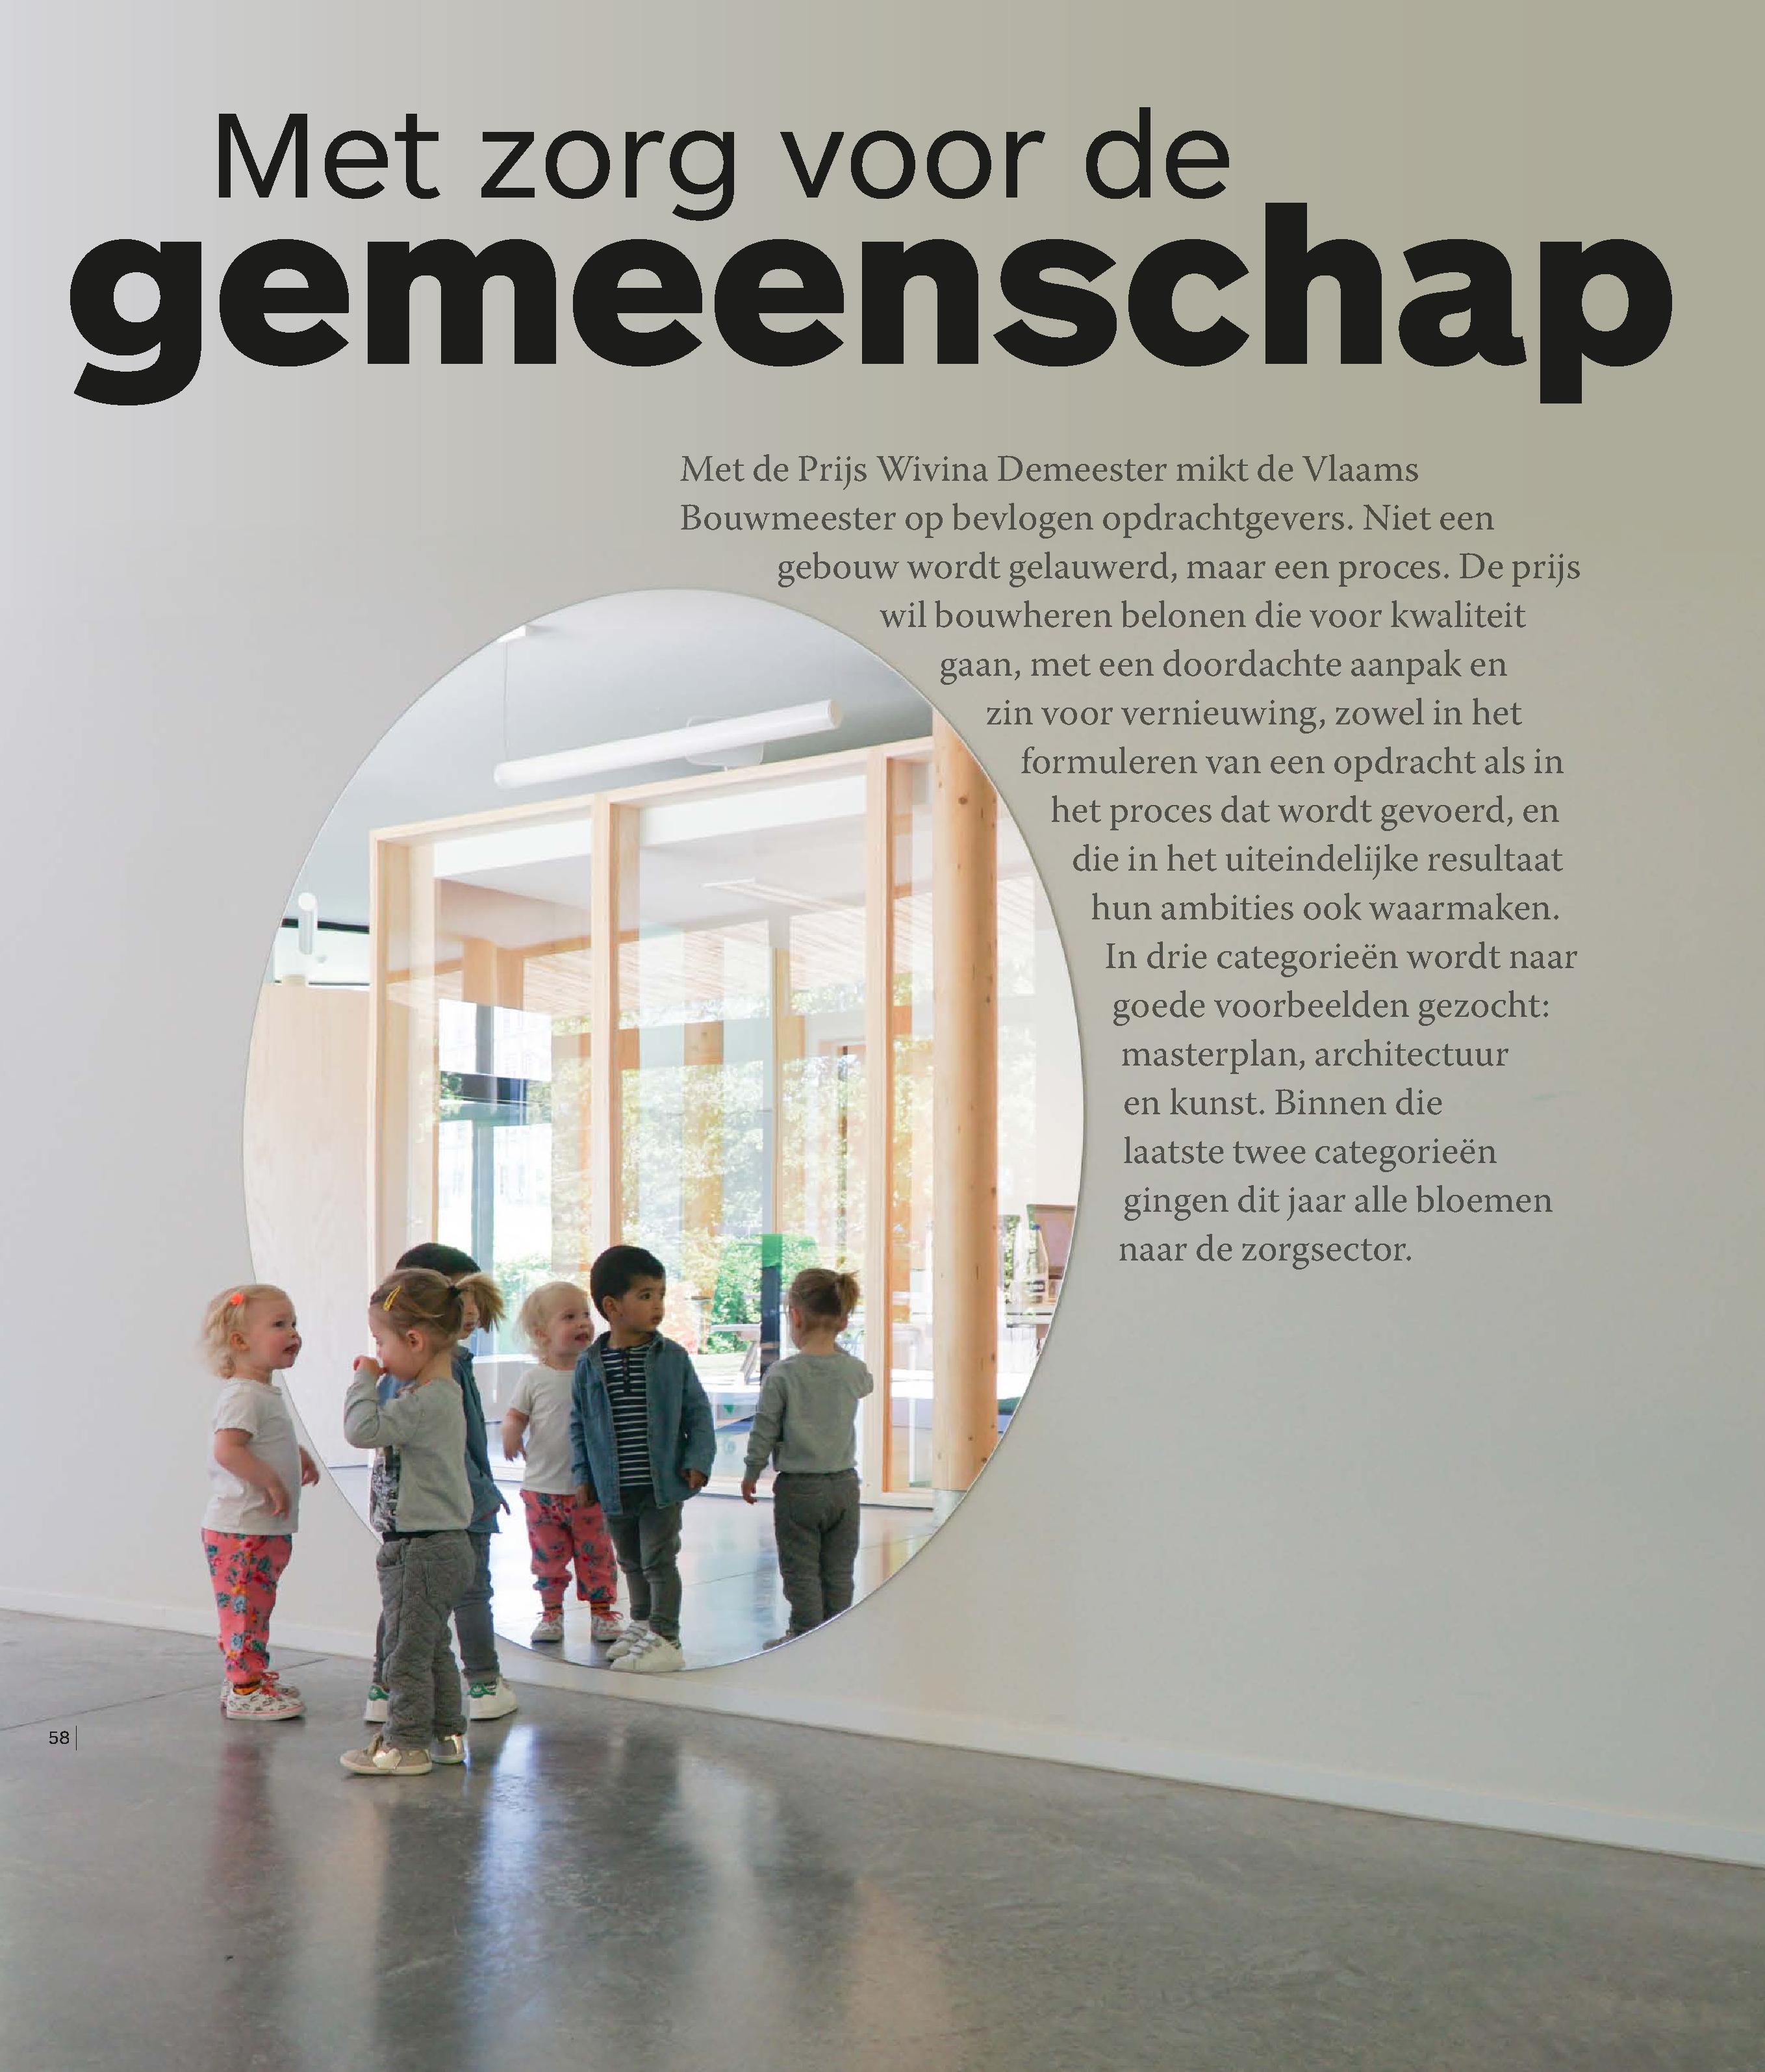 Met zorg voor de
gemeenschap
Met de Prijs Wivina Demeester mikt de Vlaams
Bouwmeester op bevlogen opdrachtgevers. Niet een
gebouw wordt gelauwerd, maar een proces. De prijs
wil bouwheren belonen die voor kwaliteit
gaan, met een doordachte aanpak en
zin voor vernieuwing, zowel in het
formuleren van een opdracht als in
het proces dat wordt gevoerd, en
die in het uiteindelijke resultaat
hun ambities ook waarmaken.
In drie categorieën wordt naar
goede voorbeelden gezocht:
masterplan, architectuur
en kunst. Binnen die
laatste twee categorieën
gingen dit jaar alle bloemen
naar de zorgsector.
58